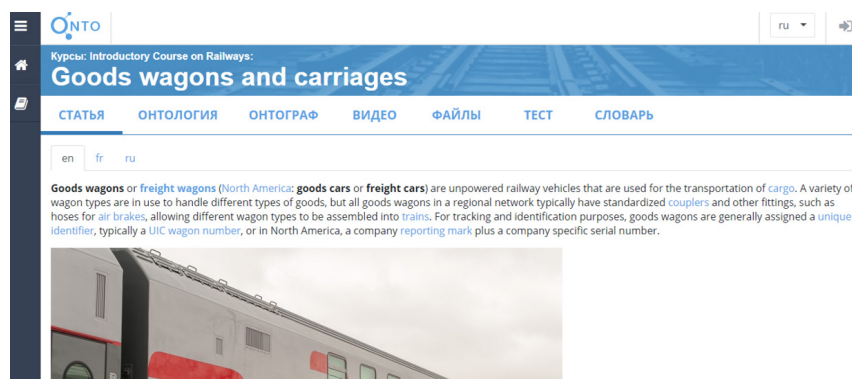 ONTO
ru
Курсы: Introductory Course on Railways:
Goods wagons and carriages
СТАТЬЯ ОНТОЛОГИЯ ОНТОГРАФ ВИДЕО ФАЙЛЫ ТЕСТ СЛОВАРЬ
en fr ru
Goods wagons or freight wagons (North America: goods cars or freight cars) are unpowered railway vehicles that are used for the transportation of cargo. A variety of
wagon types are in use to handle different types of goods, but all goods wagons in a regional network typically have standardized couplers and other fittings, such as
hoses for air brakes, allowing different wagon types to be assembled into trains. For tracking and identification purposes, goods wagons are generally assigned a unique
identifier, typically a UIC wagon number, or in North America, a company reporting mark plus a company specific serial number.